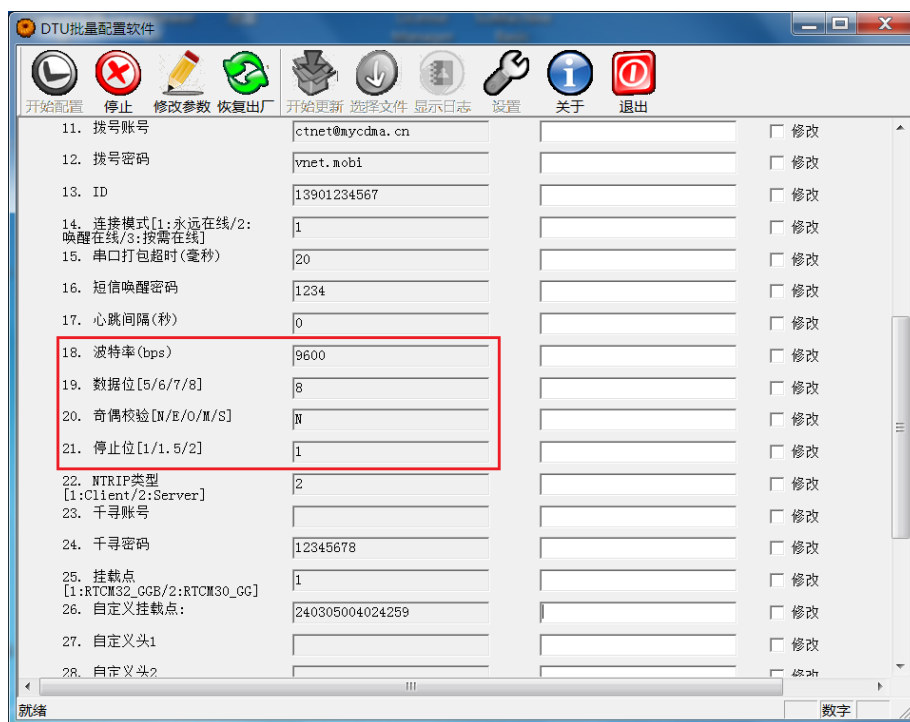 DTU批量配置软件
开始配置 停止 修改参数 恢复出厂 开始更新 选择文件 显示日志 设置 关于 退出
11. 拨号账号 ctnet@mycdma.cn 修改
12. 拨号密码 vnet.mobi 修改
13. ID 13901234567 修改
14. 连接模式[1:永远在线/2:
唤醒在线/3:按需在线] 1 修改
15. 串口打包超时(毫秒) 20 修改
16. 短信唤醒密码 1234 修改
17. 心跳间隔(秒) 0 修改
18. 波特率(bps) 9600 修改
19. 数据位[5/6/7/8] 8 修改
20. 奇偶校验[N/E/O/M/S] N 修改
21. 停止位[1/1.5/2] 1 修改
22. NTRIP类型
[1:Client/2:Server] 2 修改
23. 千寻账号 修改
24. 千寻密码 12345678 修改
25. 挂载点
[1:RTCM32_GGB/2:RTCM30_GG] 1 修改
26. 自定义挂载点: 240305004024259 修改
27. 自定义头1 修改
28. 自定义头2 修改
就绪 数字